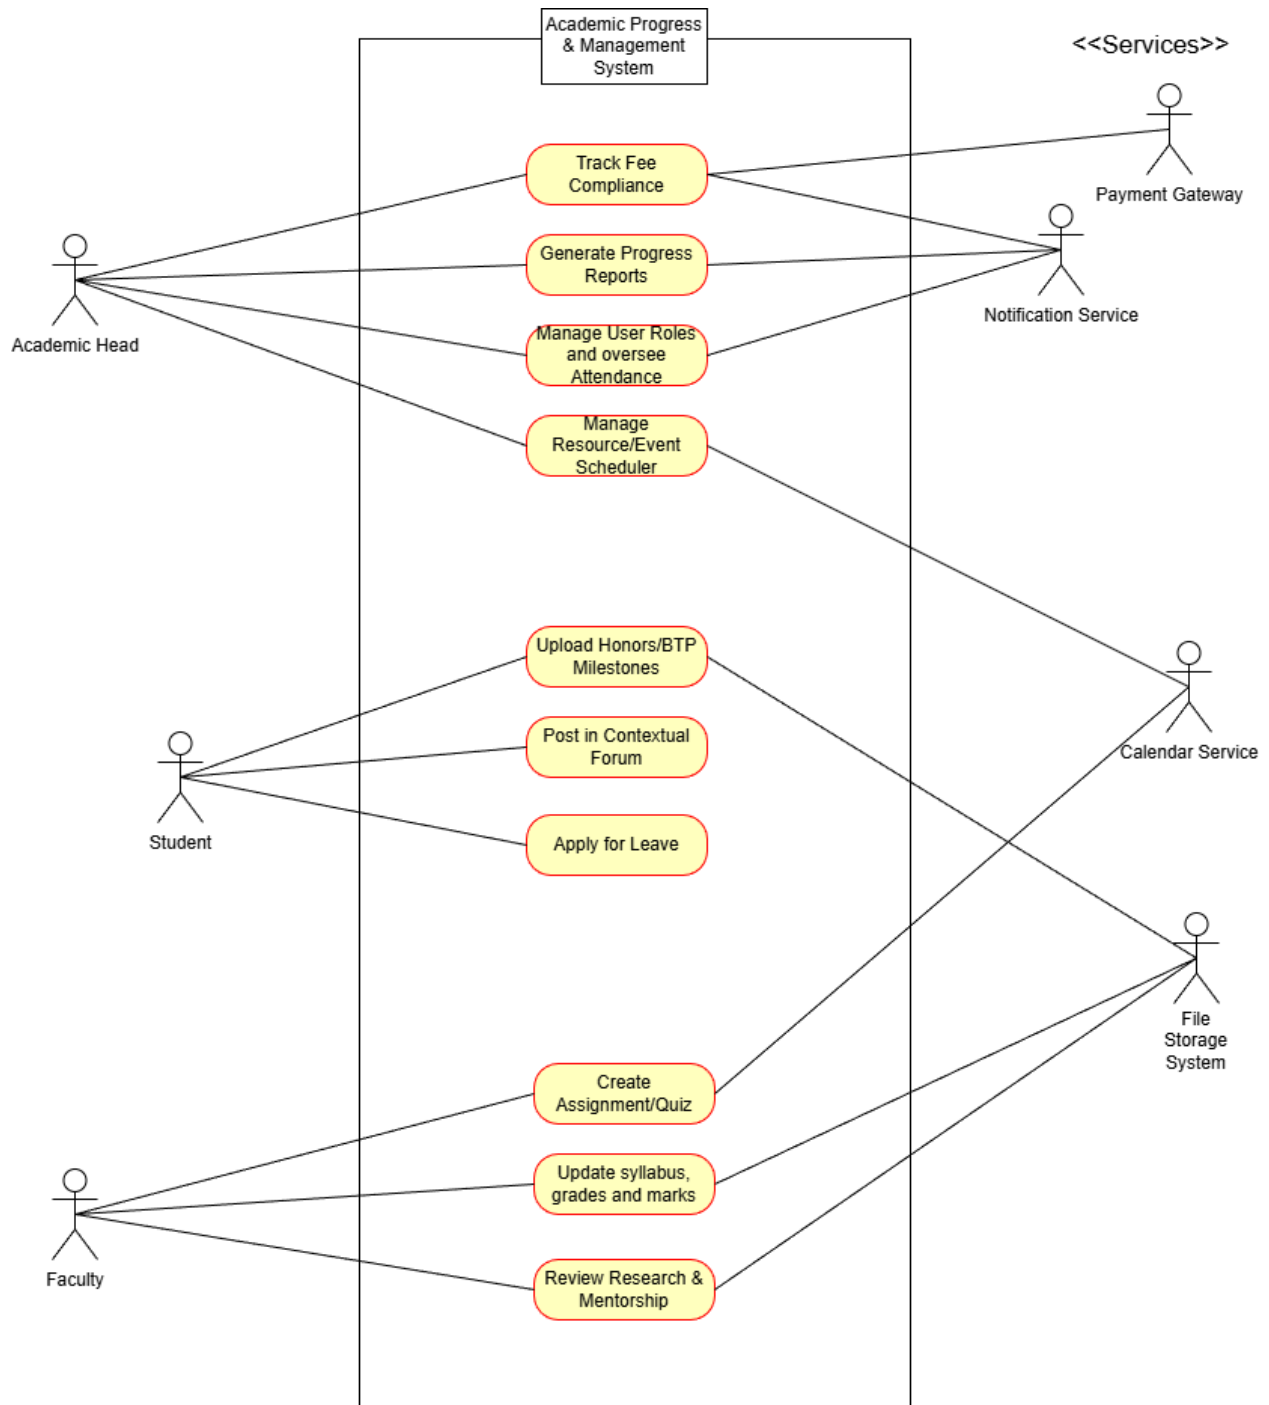 Academic Progress
& Management
System
<<Services>>
Payment Gateway
Track Fee
Compliance
Generate Progress
Reports
Notification Service
Academic Head
Manage User Roles
and oversee
Attendance
Manage
Resource/Event
Scheduler
Upload Honors/BTP
Milestones
Post in Contextual
Forum
Calendar Service
Student
Apply for Leave
File
Storage
System
Create
Assignment/Quiz
Update syllabus,
grades and marks
Faculty
Review Research &
Mentorship